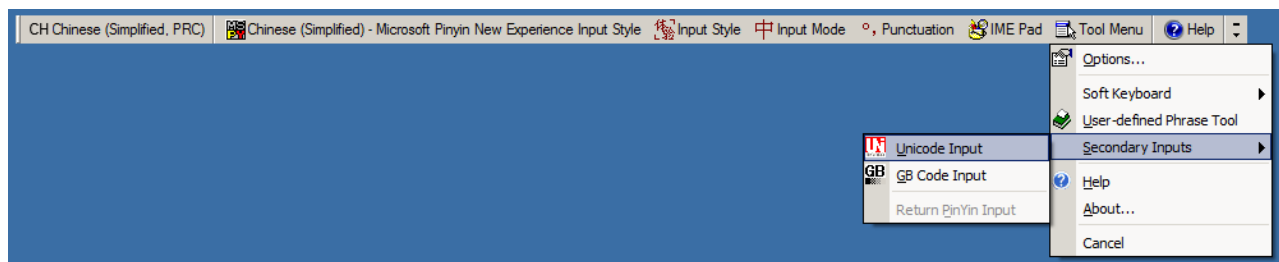 CH Chinese (Simplified, PRC) Chinese (Simplified) - Microsoft Pinyin New Experience Input Style Input Style 中 Input Mode °, Punctuation IME Pad Tool Menu Help
Options...
Soft Keyboard
User-defined Phrase Tool
Secondary Inputs
Help
About...
Cancel
Unicode Input
GB GB Code Input
Return PinYin Input